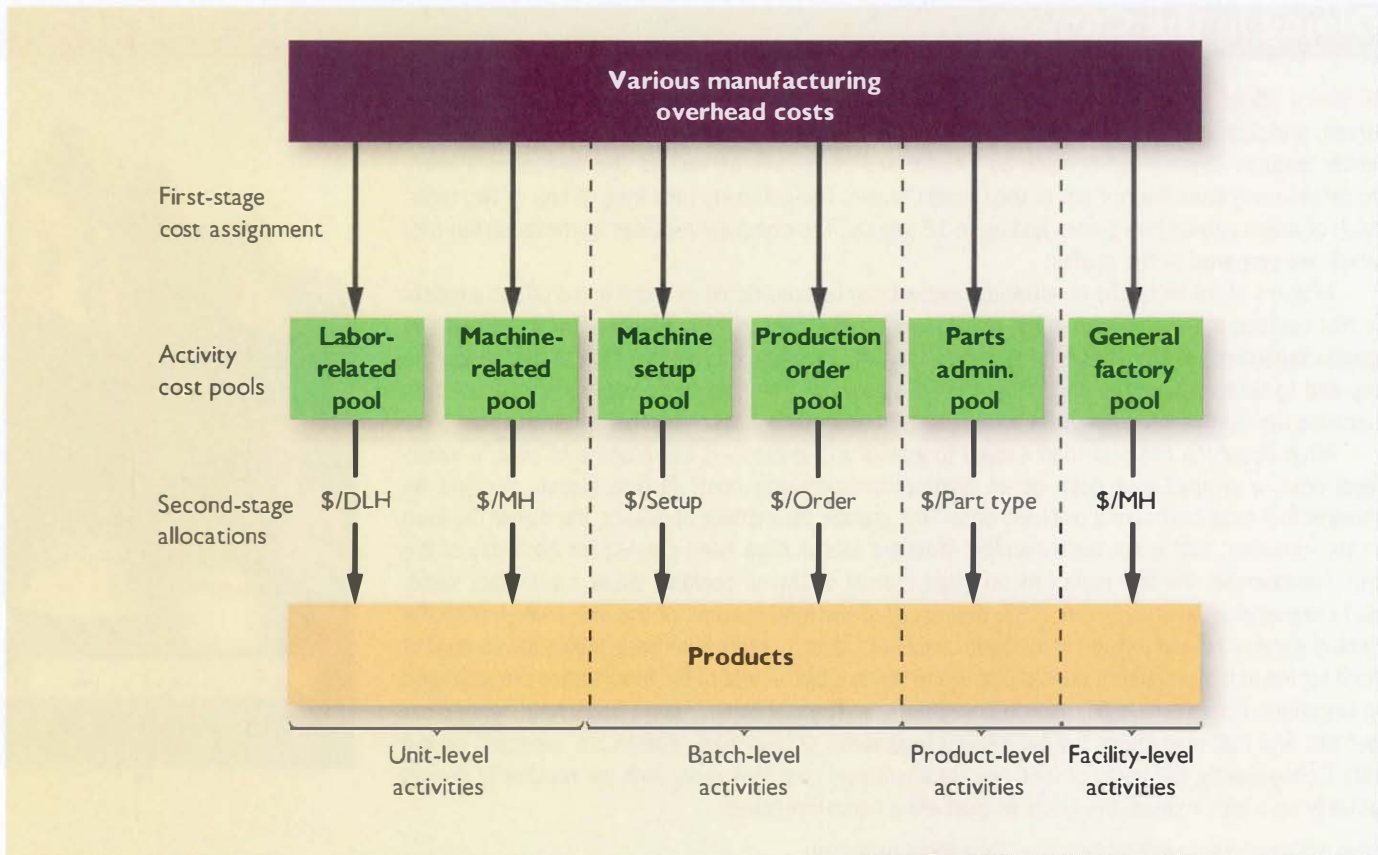 Various manufacturing
overhead costs
First-stage
cost assignment
Activity
cost pools
Labor-
related
pool
Machine-
related
pool
Machine
setup
pool
Production
order
pool
Parts
admin.
pool
General
factory
pool
Second-stage
allocations
$/DLH
$/MH
$/Setup
$/Order
$/Part type
$/MH
Products
Unit-level
activities
Batch-level
activities
Product-level
activities
Facility-level
activities